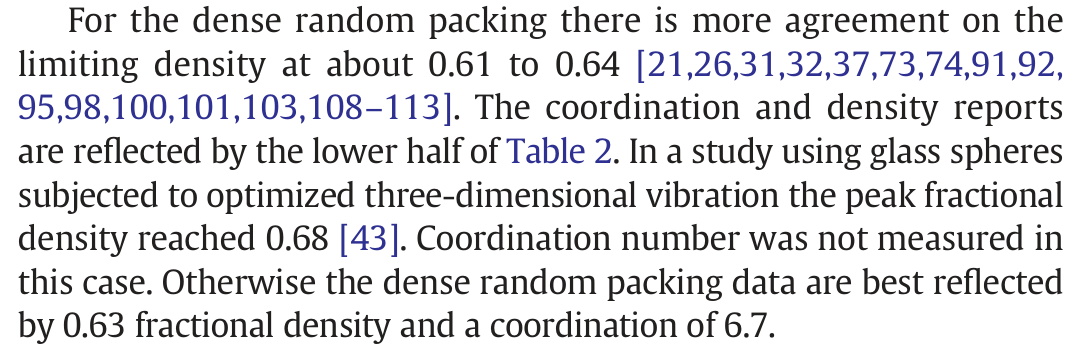 For the dense random packing there is more agreement on the
limiting density at about 0.61 to 0.64 [21,26,31,32,37,73,74,91,92,
95,98,100,101,103,108–113]. The coordination and density reports
are reflected by the lower half of Table 2. In a study using glass spheres
subjected to optimized three-dimensional vibration the peak fractional
density reached 0.68 [43]. Coordination number was not measured in
this case. Otherwise the dense random packing data are best reflected
by 0.63 fractional density and a coordination of 6.7.